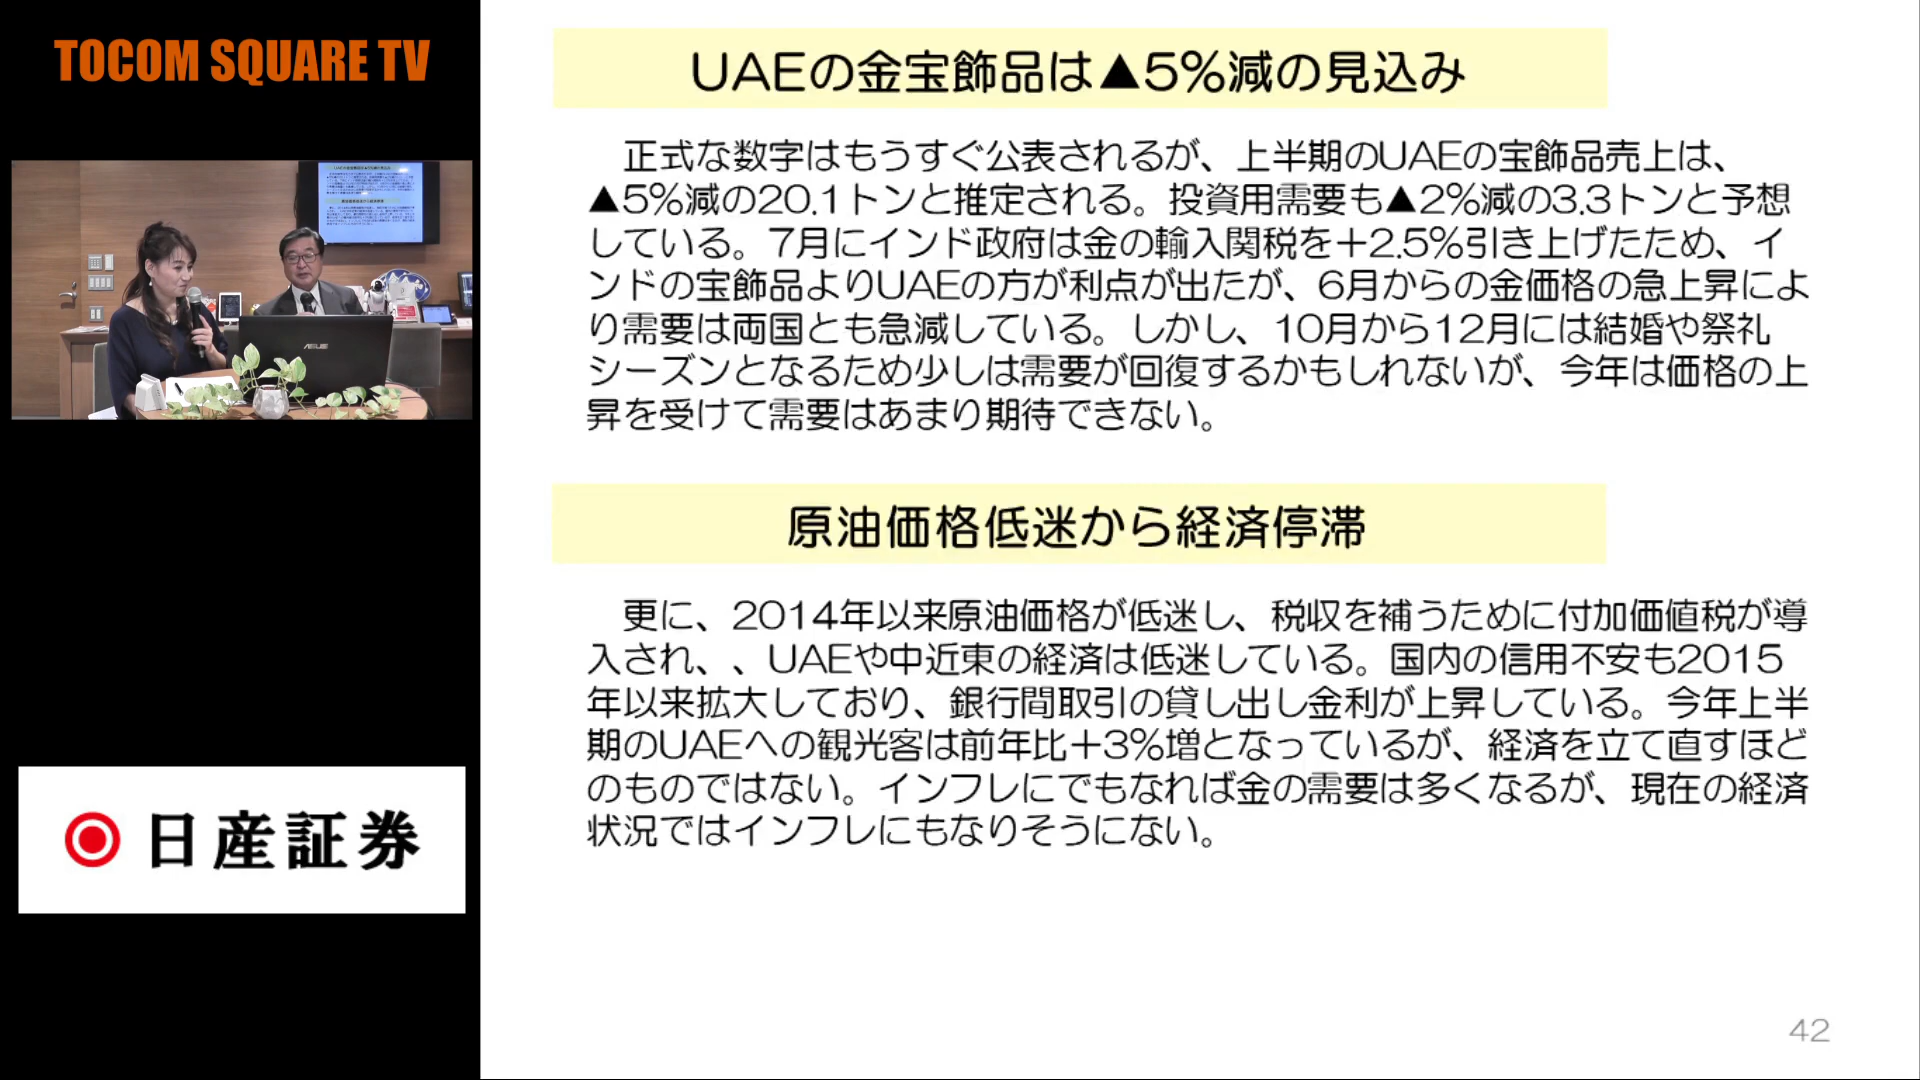 TOCOM SQUARE TV
UAEの金宝飾品は▲5%減の見込み
正式な数字はもうすぐ公表されるが、上半期のUAEの宝飾品売上は、
▲5%減の20.1トンと推定される。投資用需要も▲2%減の3.3トンと予想
している。7月にインド政府は金の輸入関税を＋2.5%引き上げたため、イ
ンドの宝飾品よりUAEの方が利点が出たが、6月からの金価格の急上昇によ
り需要は両国とも急減している。しかし、10月から12月には結婚や祭礼
シーズンとなるため少しは需要が回復するかもしれないが、今年は価格の上
昇を受けて需要はあまり期待できない。
原油価格低迷から経済停滞
更に、2014年以来原油価格が低迷し、税収を補うために付加価値税が導
入され、、UAEや中近東の経済は低迷している。国内の信用不安も2015
年以来拡大しており、銀行間取引の貸し出し金利が上昇している。今年上半
期のUAEへの観光客は前年比＋3%増となっているが、経済を立て直すほど
のものではない。インフレにでもなれば金の需要は多くなるが、現在の経済
状況ではインフレにもなりそうにない。
ASUS
日産証券
42